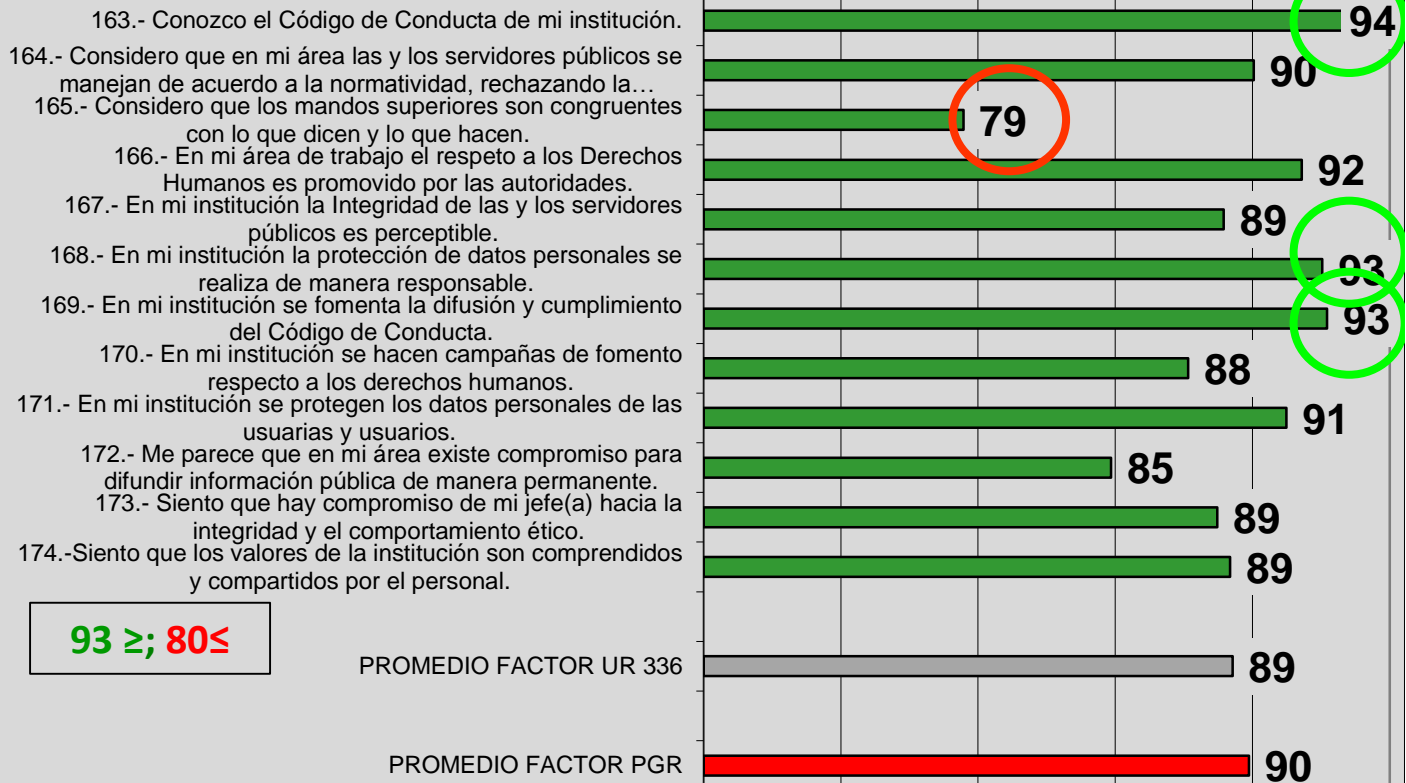 163.- Conozco el Código de Conducta de mi institución.
94
164.- Considero que en mi área las y los servidores públicos se
manejan de acuerdo a la normatividad, rechazando la…
90
165.- Considero que los mandos superiores son congruentes
con lo que dicen y lo que hacen.
79
166.- En mi área de trabajo el respeto a los Derechos
Humanos es promovido por las autoridades.
92
167.- En mi institución la Integridad de las y los servidores
públicos es perceptible.
89
168.- En mi institución la protección de datos personales se
realiza de manera responsable.
93
169.- En mi institución se fomenta la difusión y cumplimiento
del Código de Conducta.
93
170.- En mi institución se hacen campañas de fomento
respecto a los derechos humanos.
88
171.- En mi institución se protegen los datos personales de las
usuarias y usuarios.
91
172.- Me parece que en mi área existe compromiso para
difundir información pública de manera permanente.
85
173.- Siento que hay compromiso de mi jefe(a) hacia la
integridad y el comportamiento ético.
89
174.-Siento que los valores de la institución son comprendidos
y compartidos por el personal.
89
93 ≥; 80≤
PROMEDIO FACTOR UR 336
89
PROMEDIO FACTOR PGR
90